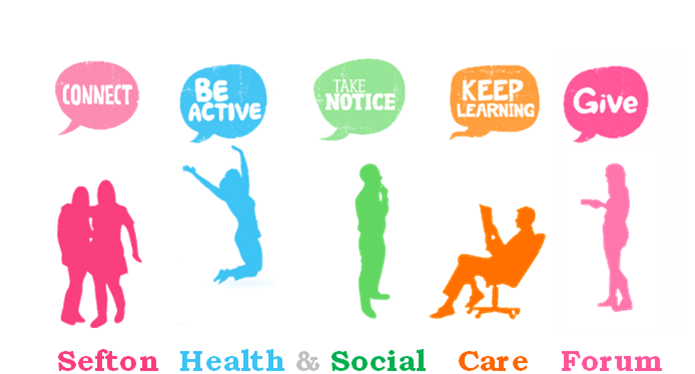 CONNECT
BE
ACTIVE
TAKE
NOTICE
KEEP
LEARNING
Give
Sefton Health & Social Care Forum